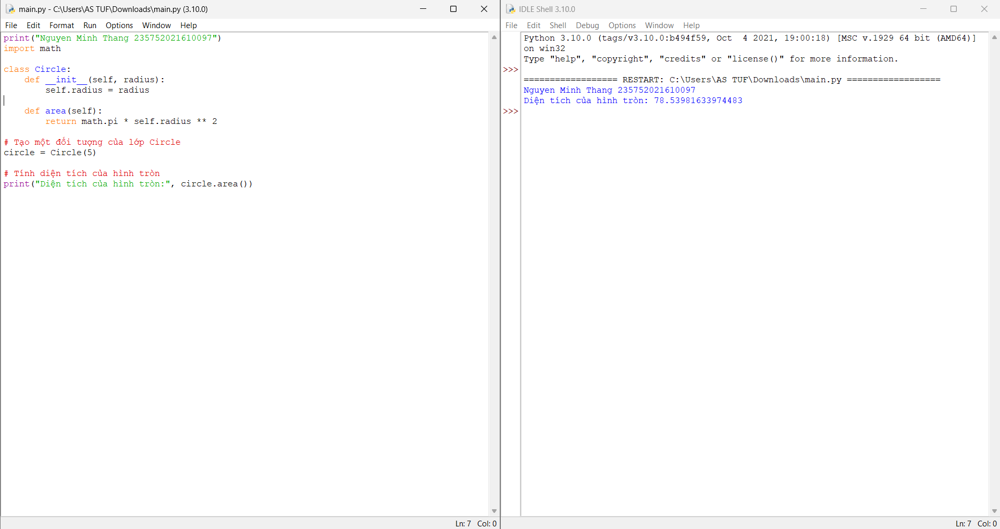 main.py - C:\Users\AS TUF\Downloads\main.py (3.10.0)
File Edit Format Run Options Window Help
print("Nguyen Minh Thang 235752021610097")
import math
class Circle:
    def __init__(self, radius):
        self.radius = radius
    def area(self):
        return math.pi * self.radius ** 2
# Tạo một đối tượng của lớp Circle
circle = Circle(5)
# Tính diện tích của hình tròn
print("Diện tích của hình tròn:", circle.area())
Ln: 7 Col: 0
IDLE Shell 3.10.0
File Edit Shell Debug Options Window Help
Python 3.10.0 (tags/v3.10.0:b494f59, Oct  4 2021, 19:00:18) [MSC v.1929 64 bit (AMD64)]
on win32
Type "help", "copyright", "credits" or "license()" for more information.
>>>
================== RESTART: C:\Users\AS TUF\Downloads\main.py ==================
Nguyen Minh Thang 235752021610097
Diện tích của hình tròn: 78.53981633974483
>>>
Ln: 7 Col: 0